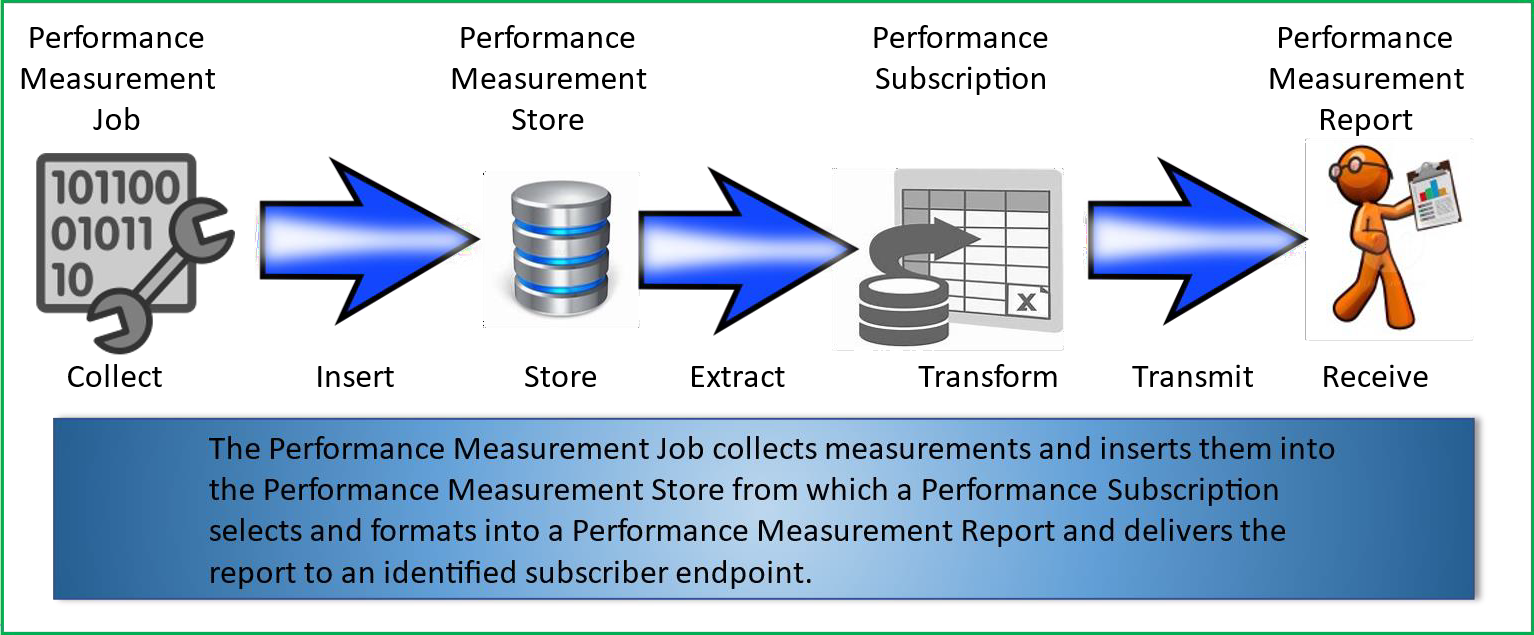 Performance
Measurement
Job
Performance
Measurement
Store
Performance
Subscription
Performance
Measurement
Report
101100
01011
10
X
Collect
Insert
Store
Extract
Transform
Transmit
Receive
The Performance Measurement Job collects measurements and inserts them into
the Performance Measurement Store from which a Performance Subscription
selects and formats into a Performance Measurement Report and delivers the
report to an identified subscriber endpoint.